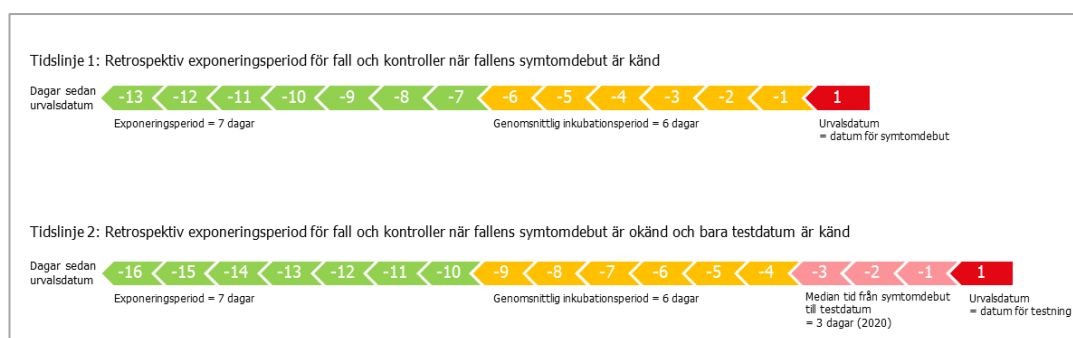 Tidslinje 1: Retrospektiv exponeringsperiod för fall och kontroller när fallens symtomdebut är känd
Dagar sedan
urvalsdatum
-13 -12 -11 -10 -9 -8 -7 -6 -5 -4 -3 -2 -1 1
Exponeringsperiod = 7 dagar
Genomsnittlig inkubationsperiod = 6 dagar
Urvalsdatum
= datum för symtomdebut
Tidslinje 2: Retrospektiv exponeringsperiod för fall och kontroller när fallens symtomdebut är okänd och bara testdatum är känd
Dagar sedan
urvalsdatum
-16 -15 -14 -13 -12 -11 -10 -9 -8 -7 -6 -5 -4 -3 -2 -1 1
Exponeringsperiod = 7 dagar
Genomsnittlig inkubationsperiod = 6 dagar
Median tid från symtomdebut
till testdatum
= 3 dagar (2020)
Urvalsdatum
= datum för testning